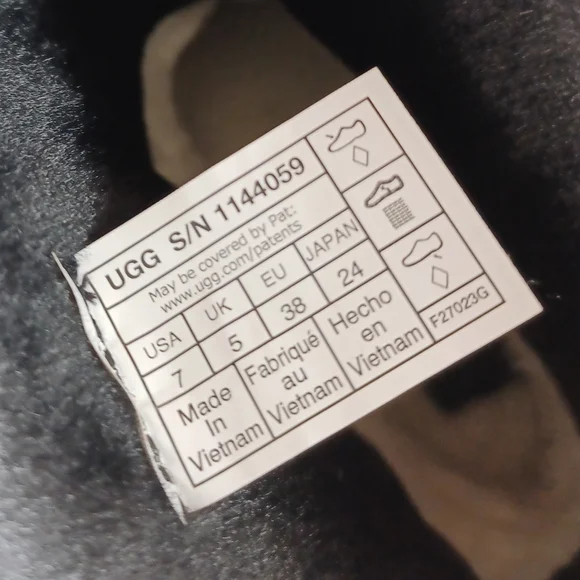 UGG S/N 1144059
May be covered by Pat:
www.ugg.com/patents
USA UK EU JAPAN
7 5 38 24
Made In Vietnam
Fabriqué au Vietnam
Hecho en Vietnam
F27023G